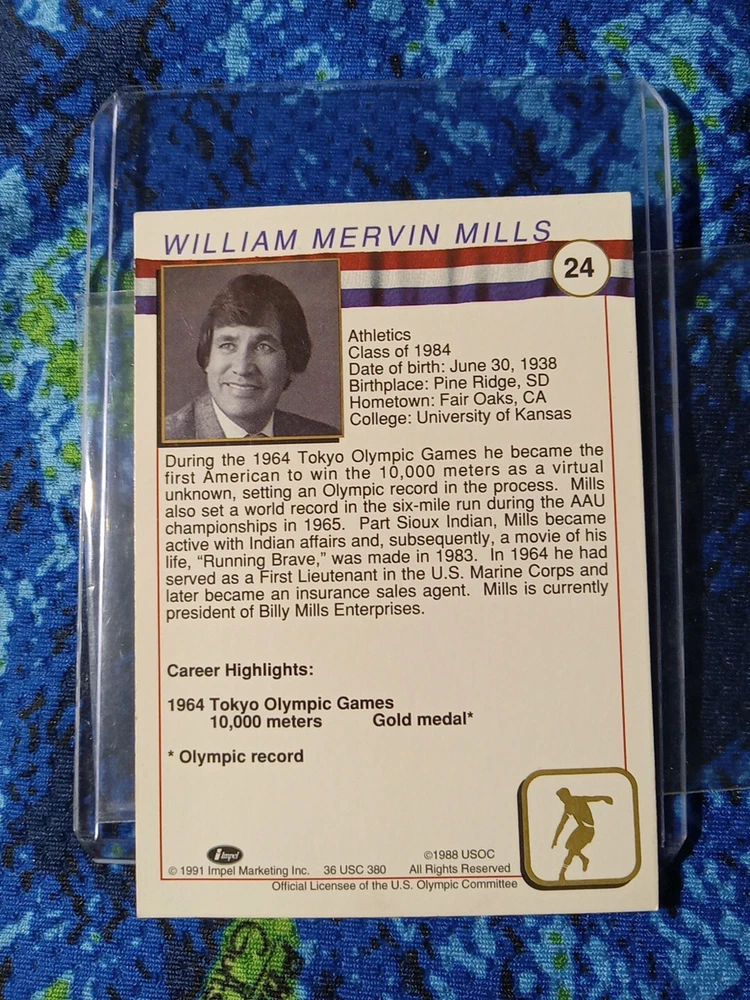 WILLIAM MERVIN MILLS
24
Athletics
Class of 1984
Date of birth: June 30, 1938
Birthplace: Pine Ridge, SD
Hometown: Fair Oaks, CA
College: University of Kansas
During the 1964 Tokyo Olympic Games he became the
first American to win the 10,000 meters as a virtual
unknown, setting an Olympic record in the process. Mills
also set a world record in the six-mile run during the AAU
championships in 1965. Part Sioux Indian, Mills became
active with Indian affairs and, subsequently, a movie of his
life, “Running Brave,” was made in 1983. In 1964 he had
served as a First Lieutenant in the U.S. Marine Corps and
later became an insurance sales agent. Mills is currently
president of Billy Mills Enterprises.
Career Highlights:
1964 Tokyo Olympic Games
10,000 meters Gold medal*
* Olympic record
Impel
©1988 USOC
© 1991 Impel Marketing Inc. 36 USC 380 All Rights Reserved
Official Licensee of the U.S. Olympic Committee